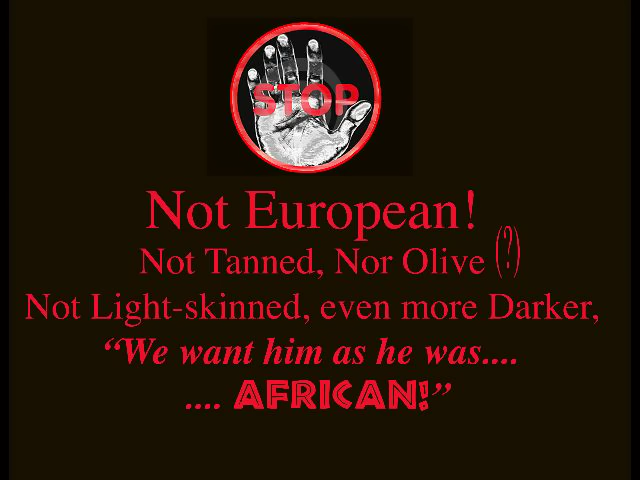 STOP
Not European!
Not Tanned, Nor Olive (?)
Not Light-skinned, even more Darker,
“We want him as he was....
.... AFRICAN!”